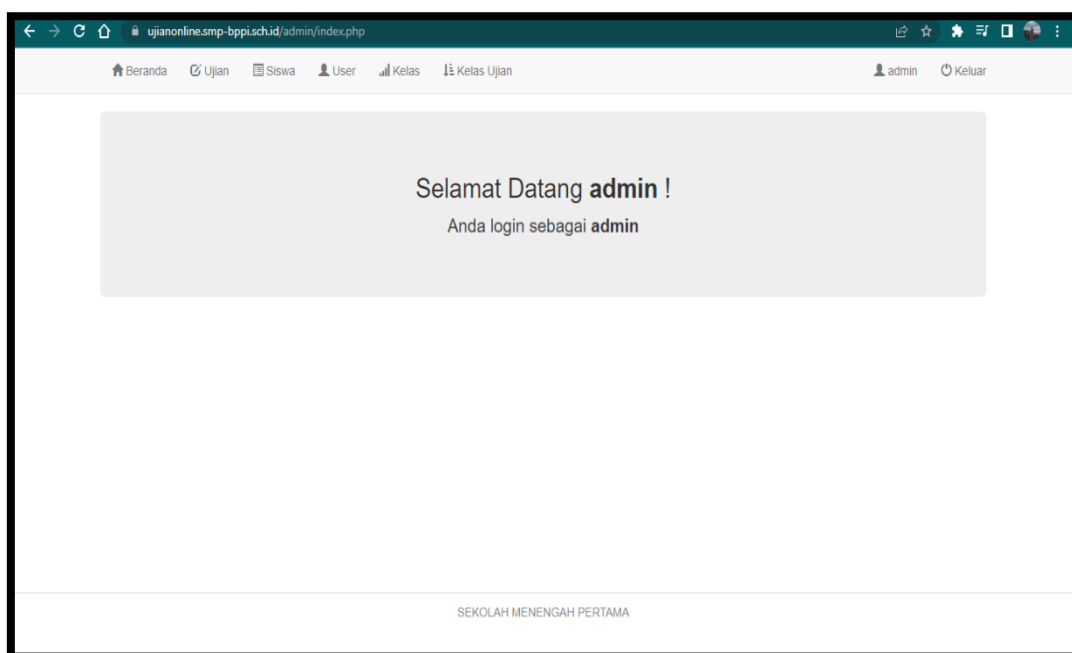 ujianonline.smp-bppi.sch.id/admin/index.php
Beranda Ujian Siswa User Kelas Kelas Ujian admin Keluar
Selamat Datang admin !
Anda login sebagai admin
SEKOLAH MENENGAH PERTAMA